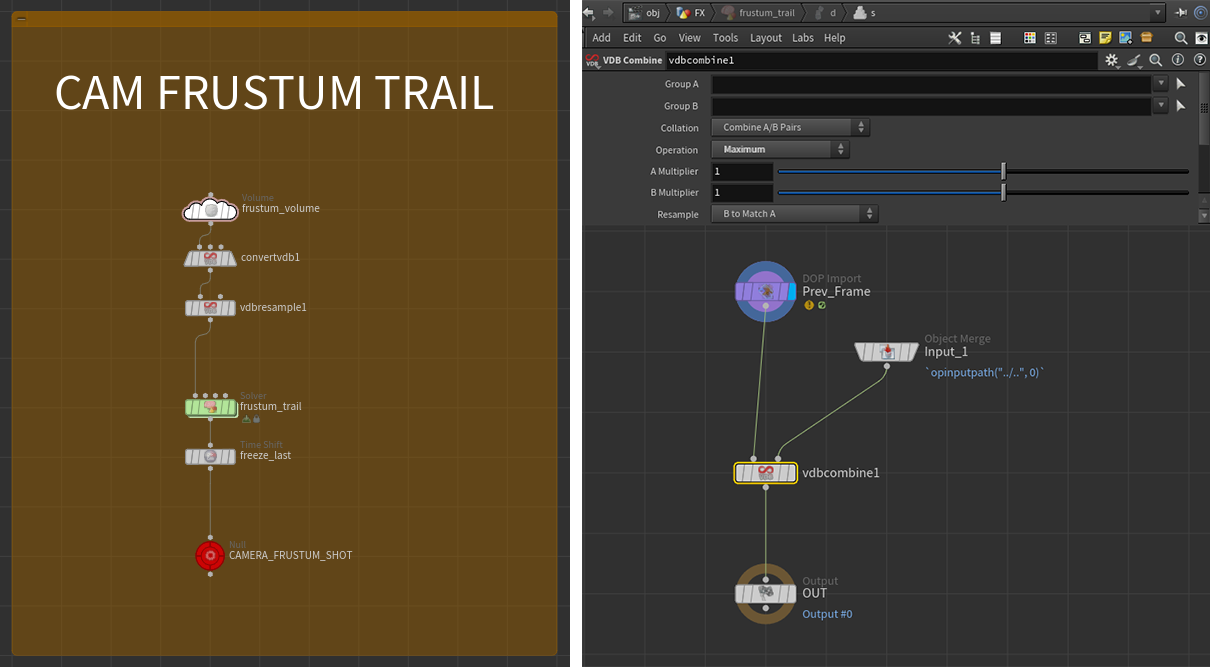 CAM FRUSTUM TRAIL
Volume
frustum_volume
convertvdb1
vdbresample1
Solver
frustum_trail
Time Shift
freeze_last
Null
CAMERA_FRUSTUM_SHOT
obj FX frustum_trail d s
Add Edit Go View Tools Layout Labs Help
VDB VDB Combine vdbcombine1
Group A
Group B
Collation Combine A/B Pairs
Operation Maximum
A Multiplier 1
B Multiplier 1
Resample B to Match A
DOP Import
Prev_Frame
Object Merge
Input_1
`opinputpath("../..", 0)`
vdbcombine1
Output
OUT
Output #0